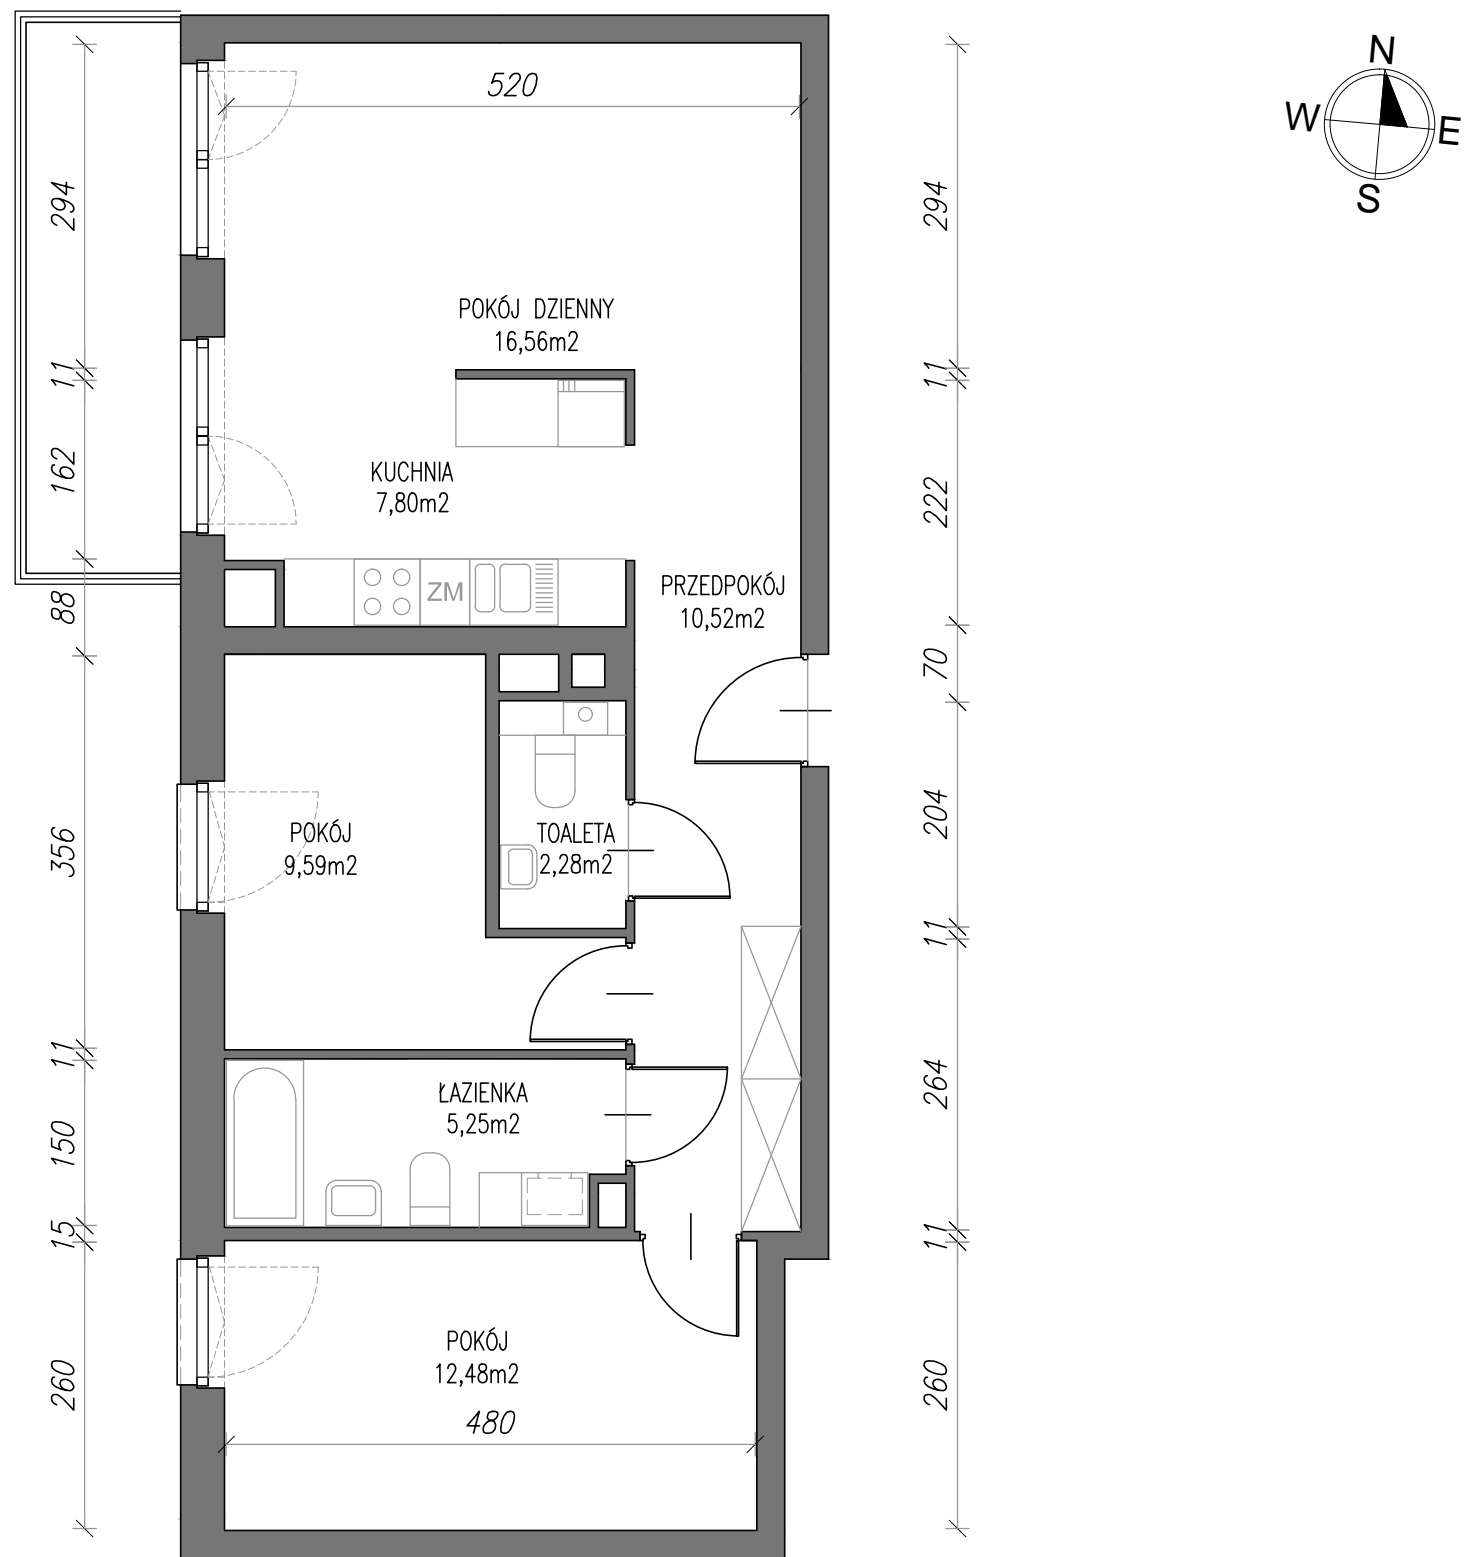 N
W
E
S
520
294
294
POKÓJ DZIENNY
16,56m2
11
11
KUCHNIA
7,80m2
162
222
ZM
PRZEDPOKÓJ
10,52m2
88
70
POKÓJ
9,59m2
TOALETA
2,28m2
356
204
11
11
ŁAZIENKA
5,25m2
150
264
15
11
POKÓJ
12,48m2
260
260
480